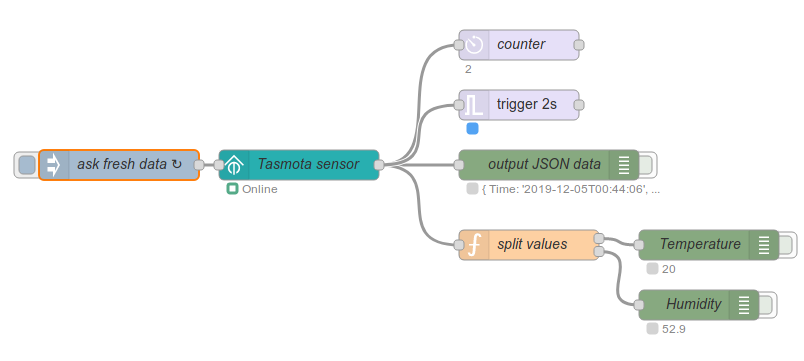 counter
2
trigger 2s
ask fresh data ↻
Tasmota sensor
Online
output JSON data
{ Time: '2019-12-05T00:44:06', ...
split values
Temperature
20
Humidity
52.9